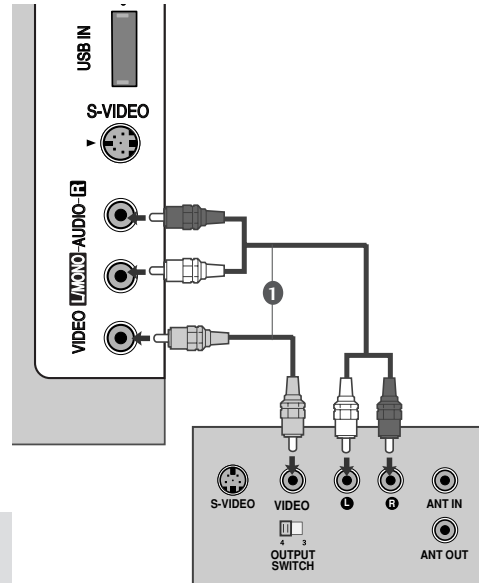 USB IN
S-VIDEO
VIDEO L/MONO-AUDIO-R
1
S-VIDEO
VIDEO
L
R
ANT IN
4 3
OUTPUT
SWITCH
ANT OUT